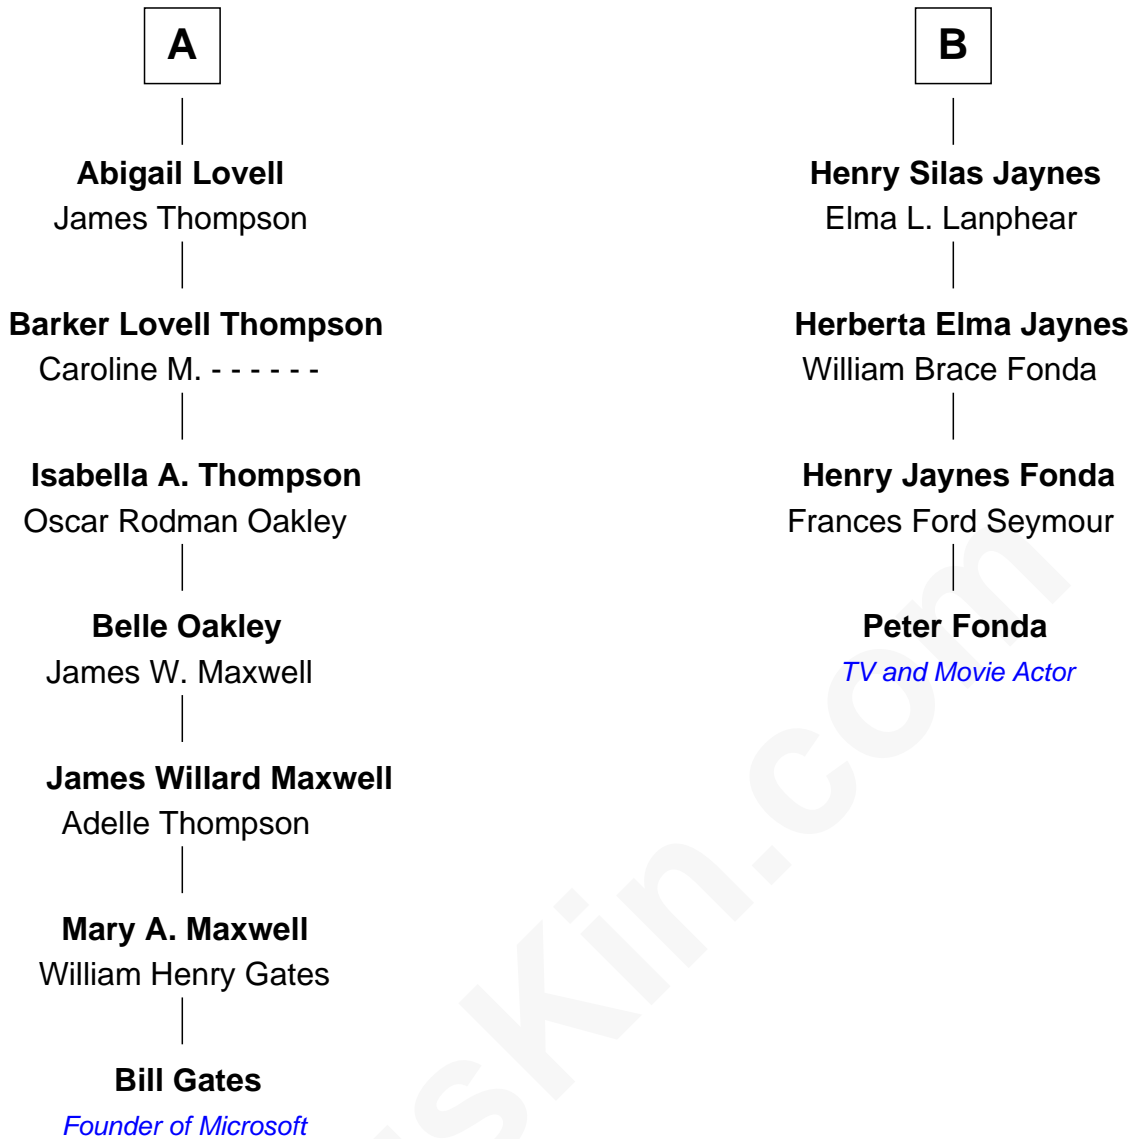 A
Abigail Lovell
James Thompson
Barker Lovell Thompson
Caroline M. - - - - - -
Isabella A. Thompson
Oscar Rodman Oakley
Belle Oakley
James W. Maxwell
James Willard Maxwell
Adelle Thompson
Mary A. Maxwell
William Henry Gates
Bill Gates
Founder of Microsoft
B
Henry Silas Jaynes
Elma L. Lanphear
Herberta Elma Jaynes
William Brace Fonda
Henry Jaynes Fonda
Frances Ford Seymour
Peter Fonda
TV and Movie Actor